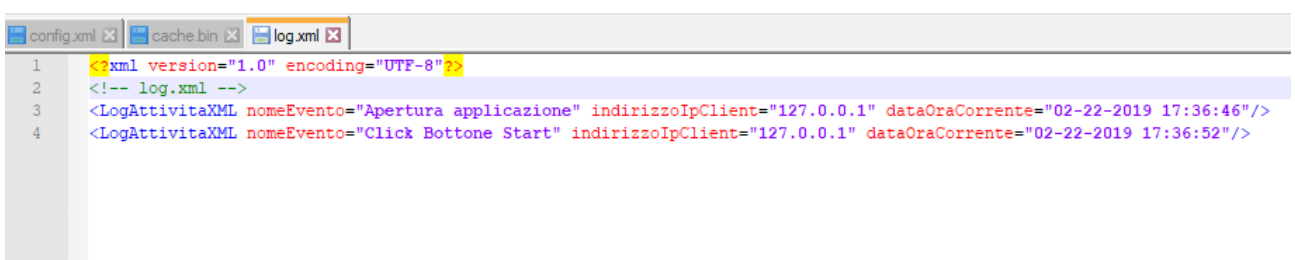 config.xml cache.bin log.xml
1 <?xml version="1.0" encoding="UTF-8"?>
2 <!-- log.xml -->
3 <LogAttivitaXML nomeEvento="Apertura applicazione" indirizzoIpClient="127.0.0.1" dataOraCorrente="02-22-2019 17:36:46"/>
4 <LogAttivitaXML nomeEvento="Click Bottone Start" indirizzoIpClient="127.0.0.1" dataOraCorrente="02-22-2019 17:36:52"/>